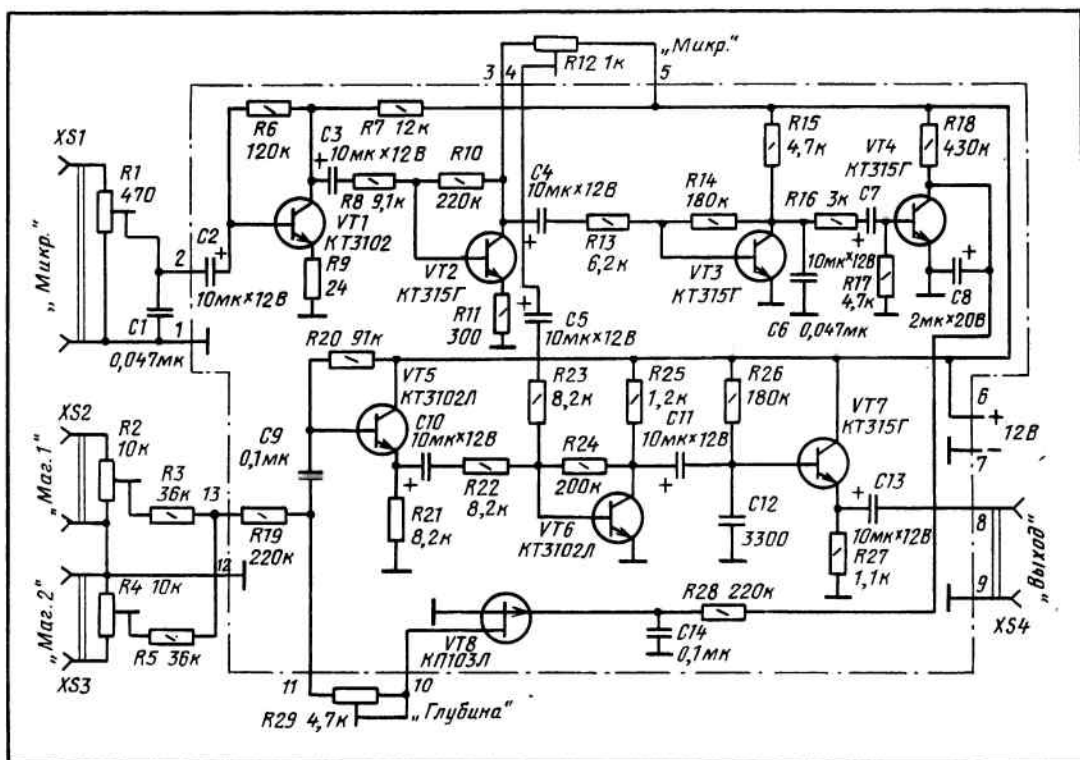 „Микр."
3
4
R12 1к
5
XS1
R6
120к
R7 12к
C3
10мк×12В
R10
220к
R15
4,7к
VT4
КТ315Г
R18
430к
R1
470
„Микр."
2
C2
+
10мк×12В
+
R8 9,1к
VT1
КТ3102
C4
10мк×12В
+
R14
180к
R16 3к
C7
+
R13
6,2к
R9
24
VT2
КТ315Г
VT3
КТ315Г
10мк×12В
R17
4,7к
+
C8
2мк×20В
C1
1
0,047мк
R11
300
+
C5
10мк×12В
C6 0,047мк
R20 91к
VT5
КТ3102Л
R23
8,2к
R25
1,2к
R26
180к
VT7
КТ315Г
6
+
12В
-
7
XS2
R2
10к
„Маг.1"
R3
36к
13
C9
0,1мк
C10
10мк×12В
+
R22
8,2к
R24
200к
C11
10мк×12В
+
R19
220к
R21
8,2к
VT6
КТ3102Л
C12
3300
+
C13
10мк×12В
8
R27
1,1к
12
R4 10к
„Маг.2"
R5 36к
XS3
VT8
КП103Л
R28 220к
C14
0,1мк
9
„Выход"
XS4
11
10
R29 4,7к
„Глубина"